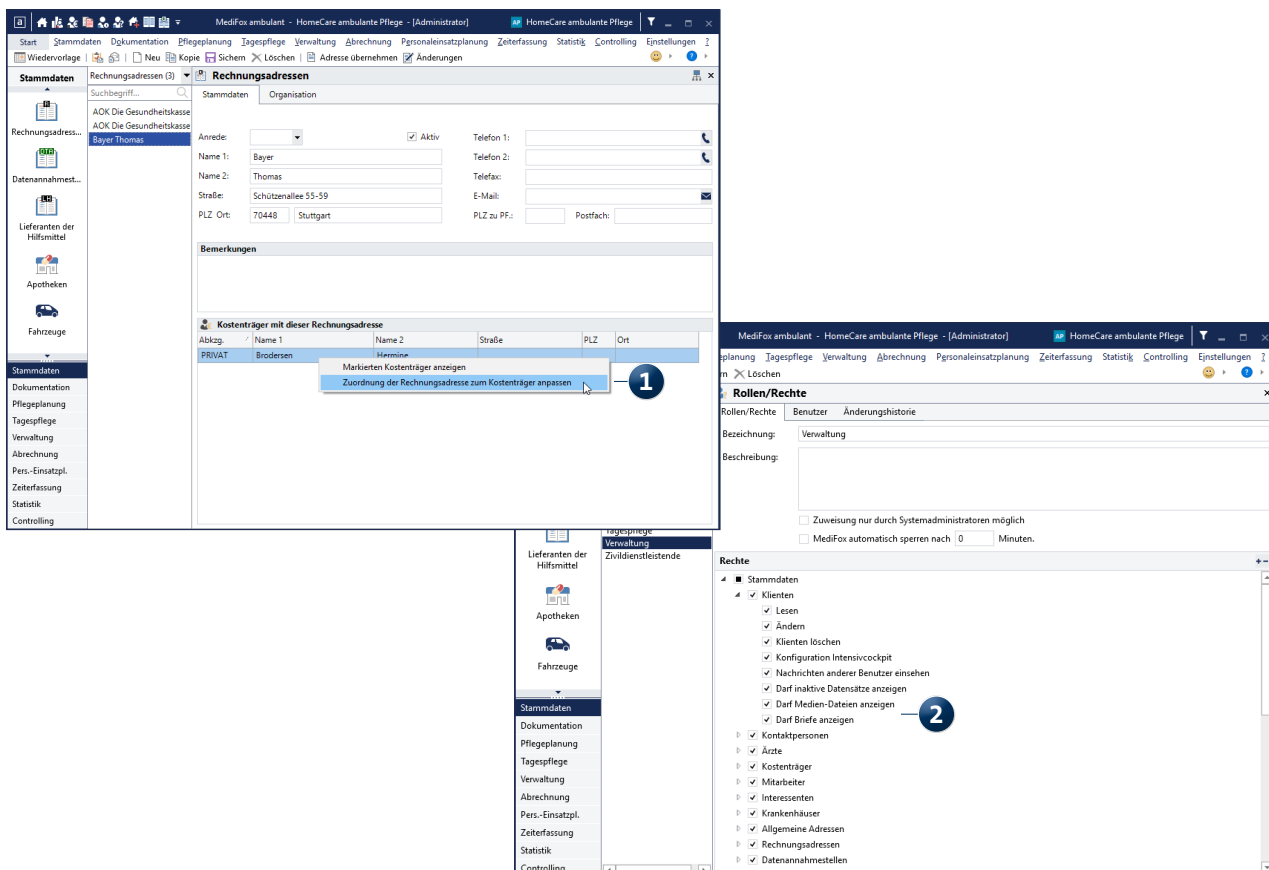 a MediFox ambulant - HomeCare ambulante Pflege - [Administrator] AP HomeCare ambulante Pflege
Start Stammdaten Dokumentation Pflegeplanung Tagespflege Verwaltung Abrechnung Personaleinsatzplanung Zeiterfassung Statistik Controlling Einstellungen ?
Wiedervorlage Neu Kopie Sichern Löschen Adresse übernehmen Änderungen ?
Stammdaten
Rechnungsadress...
DTA
Datenannahmest...
LH
Lieferanten der
Hilfsmittel
Apotheken
Fahrzeuge
Stammdaten
Dokumentation
Pflegeplanung
Tagespflege
Verwaltung
Abrechnung
Pers.-Einsatzpl.
Zeiterfassung
Statistik
Controlling
Rechnungsadressen (3)
Suchbegriff...
AOK Die Gesundheitskasse
AOK Die Gesundheitskasse
Bayer Thomas
Rechnungsadressen
Stammdaten Organisation
Anrede: Aktiv Telefon 1:
Name 1: Bayer Telefon 2:
Name 2: Thomas Telefax:
Straße: Schützenallee 55-59 E-Mail:
PLZ Ort: 70448 Stuttgart PLZ zu PF.: Postfach:
Bemerkungen
Kostenträger mit dieser Rechnungsadresse
Abkzg. Name 1 Name 2 Straße PLZ Ort
PRIVAT Brodersen Hermine
Markierten Kostenträger anzeigen
Zuordnung der Rechnungsadresse zum Kostenträger anpassen
1
MediFox ambulant - HomeCare ambulante Pflege - [Administrator] AP HomeCare ambulante Pflege
eplanung Tagespflege Verwaltung Abrechnung Personaleinsatzplanung Zeiterfassung Statistik Controlling Einstellungen ?
rn Löschen ?
Rollen/Rechte
Rollen/Rechte Benutzer Änderungshistorie
Bezeichnung: Verwaltung
Beschreibung:
Zuweisung nur durch Systemadministratoren möglich
MediFox automatisch sperren nach 0 Minuten.
Tagespflege
Verwaltung
Zivildienstleistende
Lieferanten der
Hilfsmittel
Apotheken
Fahrzeuge
Stammdaten
Dokumentation
Pflegeplanung
Tagespflege
Verwaltung
Abrechnung
Pers.-Einsatzpl.
Zeiterfassung
Statistik
Controlling
Rechte
Stammdaten
Klienten
Lesen
Ändern
Klienten löschen
Konfiguration Intensivcockpit
Nachrichten anderer Benutzer einsehen
Darf inaktive Datensätze anzeigen
Darf Medien-Dateien anzeigen
Darf Briefe anzeigen
2
Kontaktpersonen
Ärzte
Kostenträger
Mitarbeiter
Interessenten
Krankenhäuser
Allgemeine Adressen
Rechnungsadressen
Datenannahmestellen